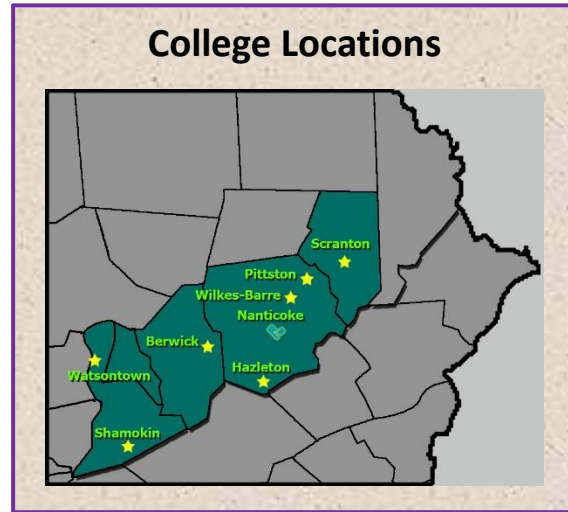 College Locations
Scranton
Pittston
Wilkes-Barre
Nanticoke
Berwick
Hazleton
Watsontown
Shamokin